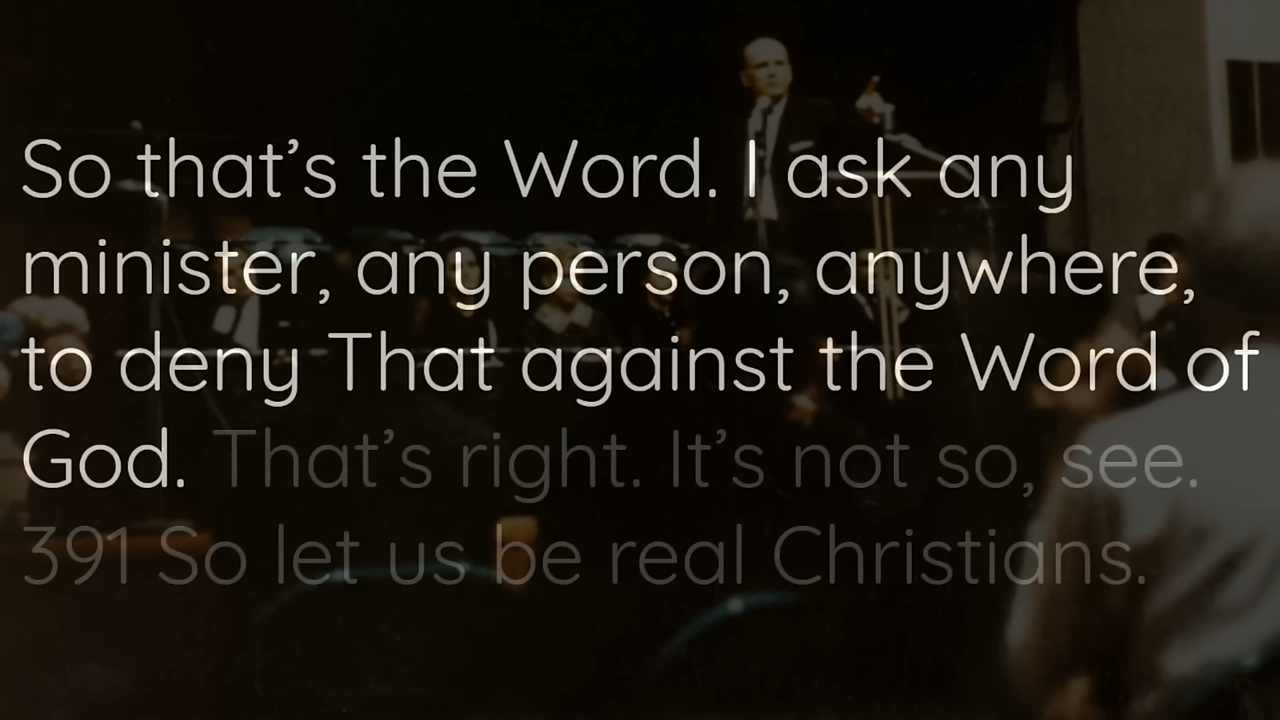 So that’s the Word. I ask any
minister, any person, anywhere,
to deny That against the Word of
God. That’s right. It’s not so, see.
391 So let us be real Christians.